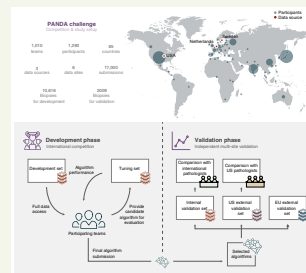 PANDA challenge
Competition & study setup
1,010
teams
1,290
participants
65
countries
3
data sources
6
data sites
17,003
submissions
10,616
Biopsies
for development
2009
Biopsies
for validation
Participants
Data source
Sweden
Netherlands
USA
Development phase
International competition
Development set
Algorithm
performance
Tuning set
Full data
access
Provide
candidate
algorithm for
evaluation
Participating teams
Final algorithm
submission
Validation phase
Independent multi-site validation
Comparison with
international
pathologists
Comparison with
US pathologists
Internal
validation set
US external
validation set
EU external
validation set
Selected
algorithms